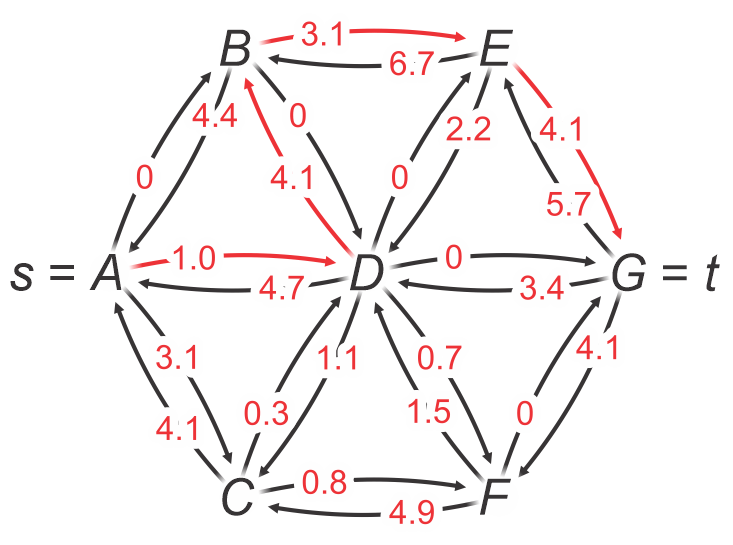 B 3.1 E
6.7
4.4 0 2.2 4.1
0 4.1 0 5.7
s = A 1.0 D 0 G = t
4.7 3.4
3.1 1.1 0.7 4.1
4.1 0.3 1.5 0
C 0.8 F
4.9